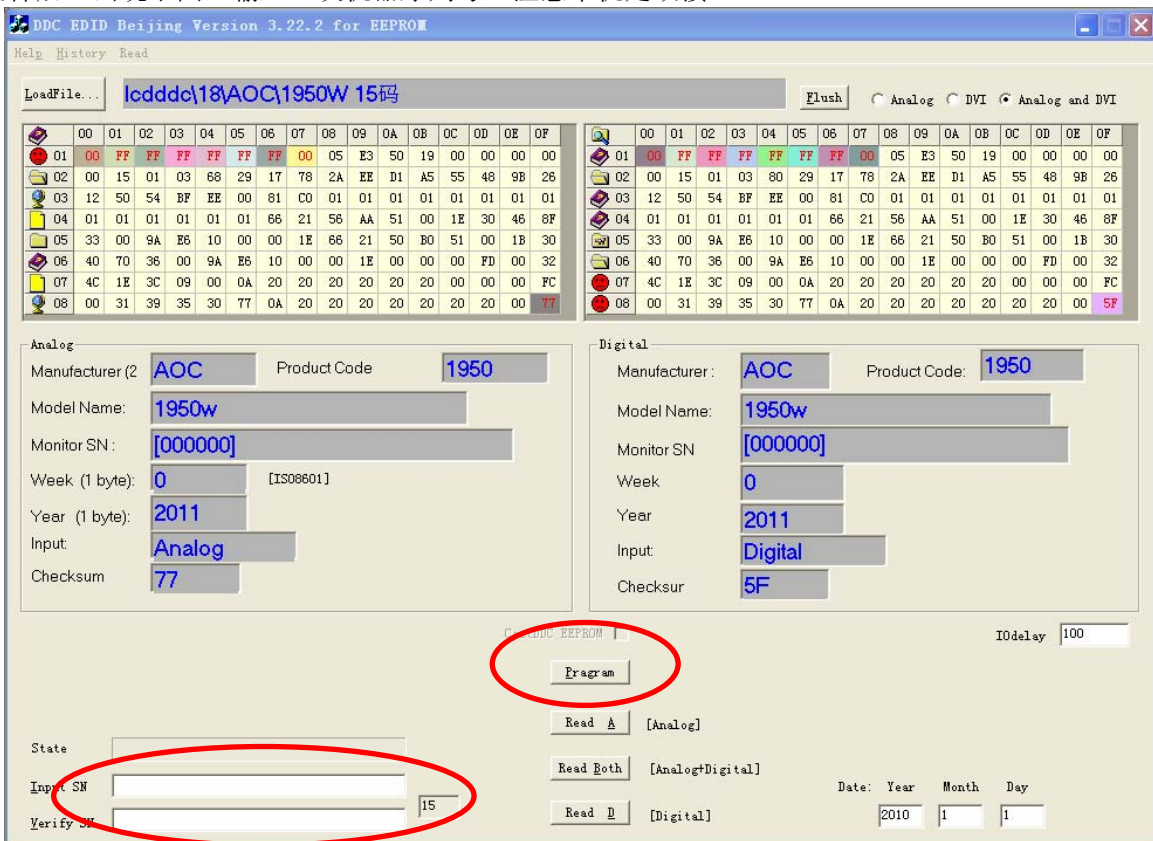 DDC EDID Beijing Version 3.22.2 for EEPROM
Help History Read
LoadFile... lcdddc\18\AOC\1950W 15码 Flush Analog DVI Analog and DVI
00 01 02 03 04 05 06 07 08 09 0A 0B 0C 0D 0E 0F
01 00 FF FF FF FF FF FF 00 05 E3 50 19 00 00 00 00
02 00 15 01 03 68 29 17 78 2A EE D1 A5 55 48 9B 26
03 12 50 54 BF EE 00 81 C0 01 01 01 01 01 01 01 01
04 01 01 01 01 01 01 66 21 56 AA 51 00 1E 30 46 8F
05 33 00 9A E6 10 00 00 1E 66 21 50 B0 51 00 1B 30
06 40 70 36 00 9A E6 10 00 00 1E 00 00 00 FD 00 32
07 4C 1E 3C 09 00 0A 20 20 20 20 20 20 00 00 00 FC
08 00 31 39 35 30 77 0A 20 20 20 20 20 20 20 00 77
00 01 02 03 04 05 06 07 08 09 0A 0B 0C 0D 0E 0F
01 00 FF FF FF FF FF FF 00 05 E3 50 19 00 00 00 00
02 00 15 01 03 80 29 17 78 2A EE D1 A5 55 48 9B 26
03 12 50 54 BF EE 00 81 C0 01 01 01 01 01 01 01 01
04 01 01 01 01 01 01 66 21 56 AA 51 00 1E 30 46 8F
05 33 00 9A E6 10 00 00 1E 66 21 50 B0 51 00 1B 30
06 40 70 36 00 9A E6 10 00 00 1E 00 00 00 FD 00 32
07 4C 1E 3C 09 00 0A 20 20 20 20 20 20 00 00 00 FC
08 00 31 39 35 30 77 0A 20 20 20 20 20 20 20 00 5F
Analog
Manufacturer (2 AOC Product Code 1950
Model Name: 1950w
Monitor SN : [000000]
Week (1 byte): 0 [ISO8601]
Year (1 byte): 2011
Input: Analog
Checksum 77
Digital
Manufacturer : AOC Product Code: 1950
Model Name: 1950w
Monitor SN [000000]
Week 0
Year 2011
Input: Digital
Checksur 5F
DDC EEPROM
IOdelay 100
Pragram
Read A [Analog]
State
Read Both [Analog+Digital]
Input SN
Date: Year Month Day
15
Verify SN
Read D [Digital] 2010 1 1